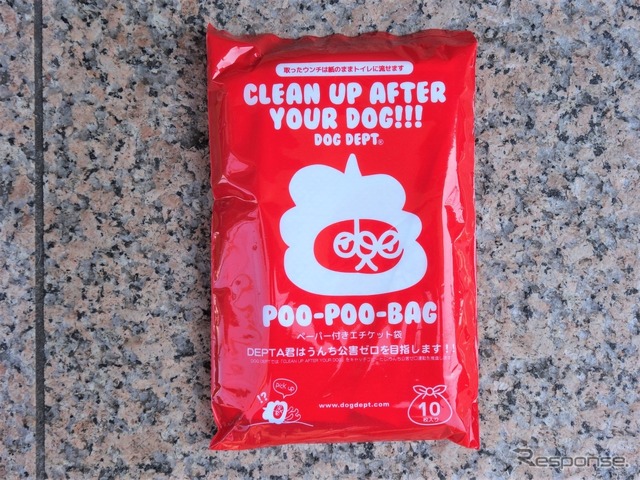 取ったウンチは紙のままトイレに流せます
CLEAN UP AFTER
YOUR DOG!!!
DOG DEPT®
POO-POO-BAG
ペーパー付きエチケット袋
DEPTA君はうんち公害ゼロを目指します!!
!?
Pick up
www.dogdept.com
10
枚入り
Response.